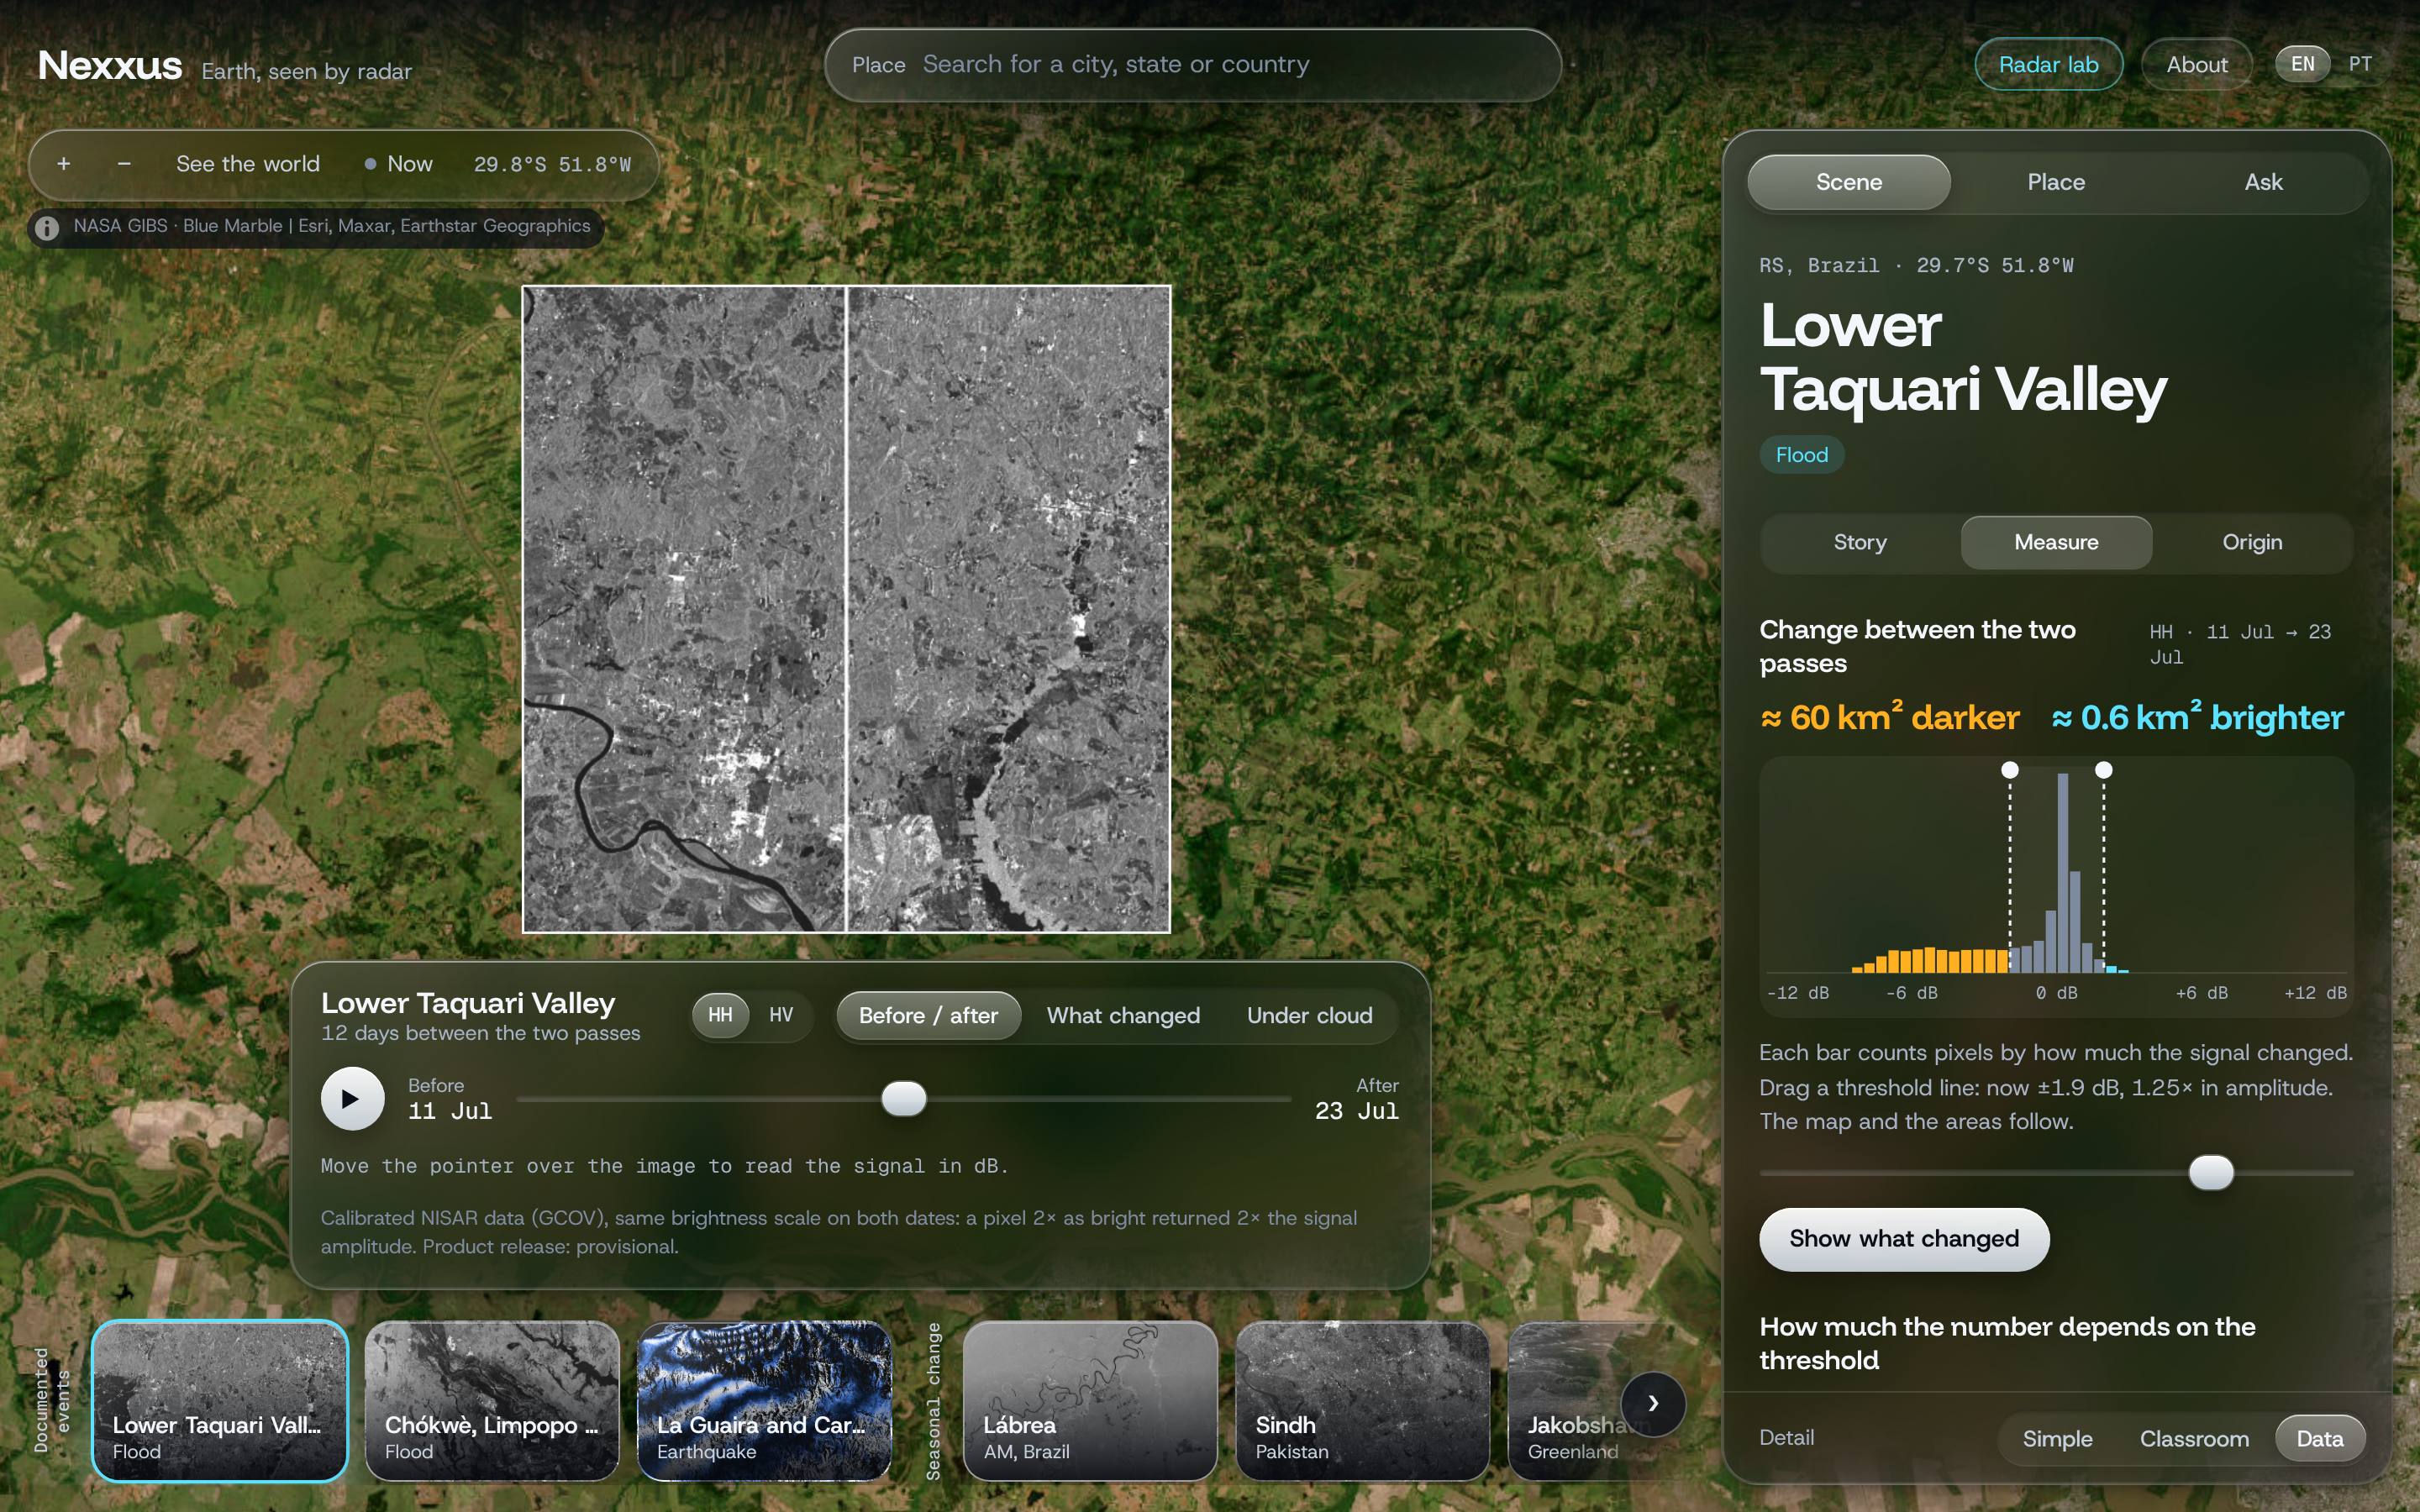 Nexxus Earth, seen by radar
Place Search for a city, state or country
Radar lab About EN PT
+ − See the world Now 29.8°S 51.8°W
NASA GIBS · Blue Marble | Esri, Maxar, Earthstar Geographics
Scene Place Ask
RS, Brazil · 29.7°S 51.8°W
Lower
Taquari Valley
Flood
Story Measure Origin
Change between the two
passes
HH · 11 Jul → 23
Jul
≈ 60 km² darker ≈ 0.6 km² brighter
-12 dB -6 dB 0 dB +6 dB +12 dB
Each bar counts pixels by how much the signal changed.
Drag a threshold line: now ±1.9 dB, 1.25× in amplitude.
The map and the areas follow.
Show what changed
How much the number depends on the
threshold
Detail Simple Classroom Data
Lower Taquari Valley
12 days between the two passes
HH HV Before / after What changed Under cloud
Before
11 Jul
After
23 Jul
Move the pointer over the image to read the signal in dB.
Calibrated NISAR data (GCOV), same brightness scale on both dates: a pixel 2× as bright returned 2× the signal
amplitude. Product release: provisional.
Documented
events
Lower Taquari Vall…
Flood
Chókwè, Limpopo …
Flood
La Guaira and Car…
Earthquake
Seasonal change
Lábrea
AM, Brazil
Sindh
Pakistan
Jakobshavn
Greenland